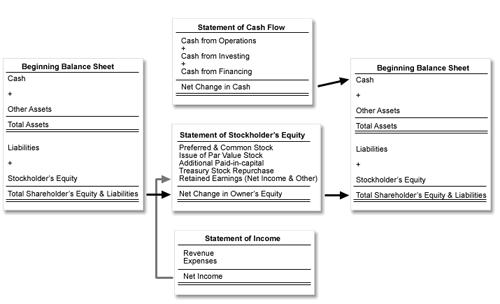 Beginning Balance Sheet
Cash
+
Other Assets
Total Assets
Liabilities
+
Stockholder's Equity
Total Shareholder's Equity & Liabilities
Statement of Cash Flow
Cash from Operations
+
Cash from Investing
+
Cash from Financing
Net Change in Cash
Statement of Stockholder's Equity
Preferred & Common Stock
Issue of Par Value Stock
Additional Paid-in-capital
Treasury Stock Repurchase
Retained Earnings (Net Income & Other)
Net Change in Owner's Equity
Statement of Income
Revenue
Expenses
Net Income
Beginning Balance Sheet
Cash
+
Other Assets
Total Assets
Liabilities
+
Stockholder's Equity
Total Shareholder's Equity & Liabilities